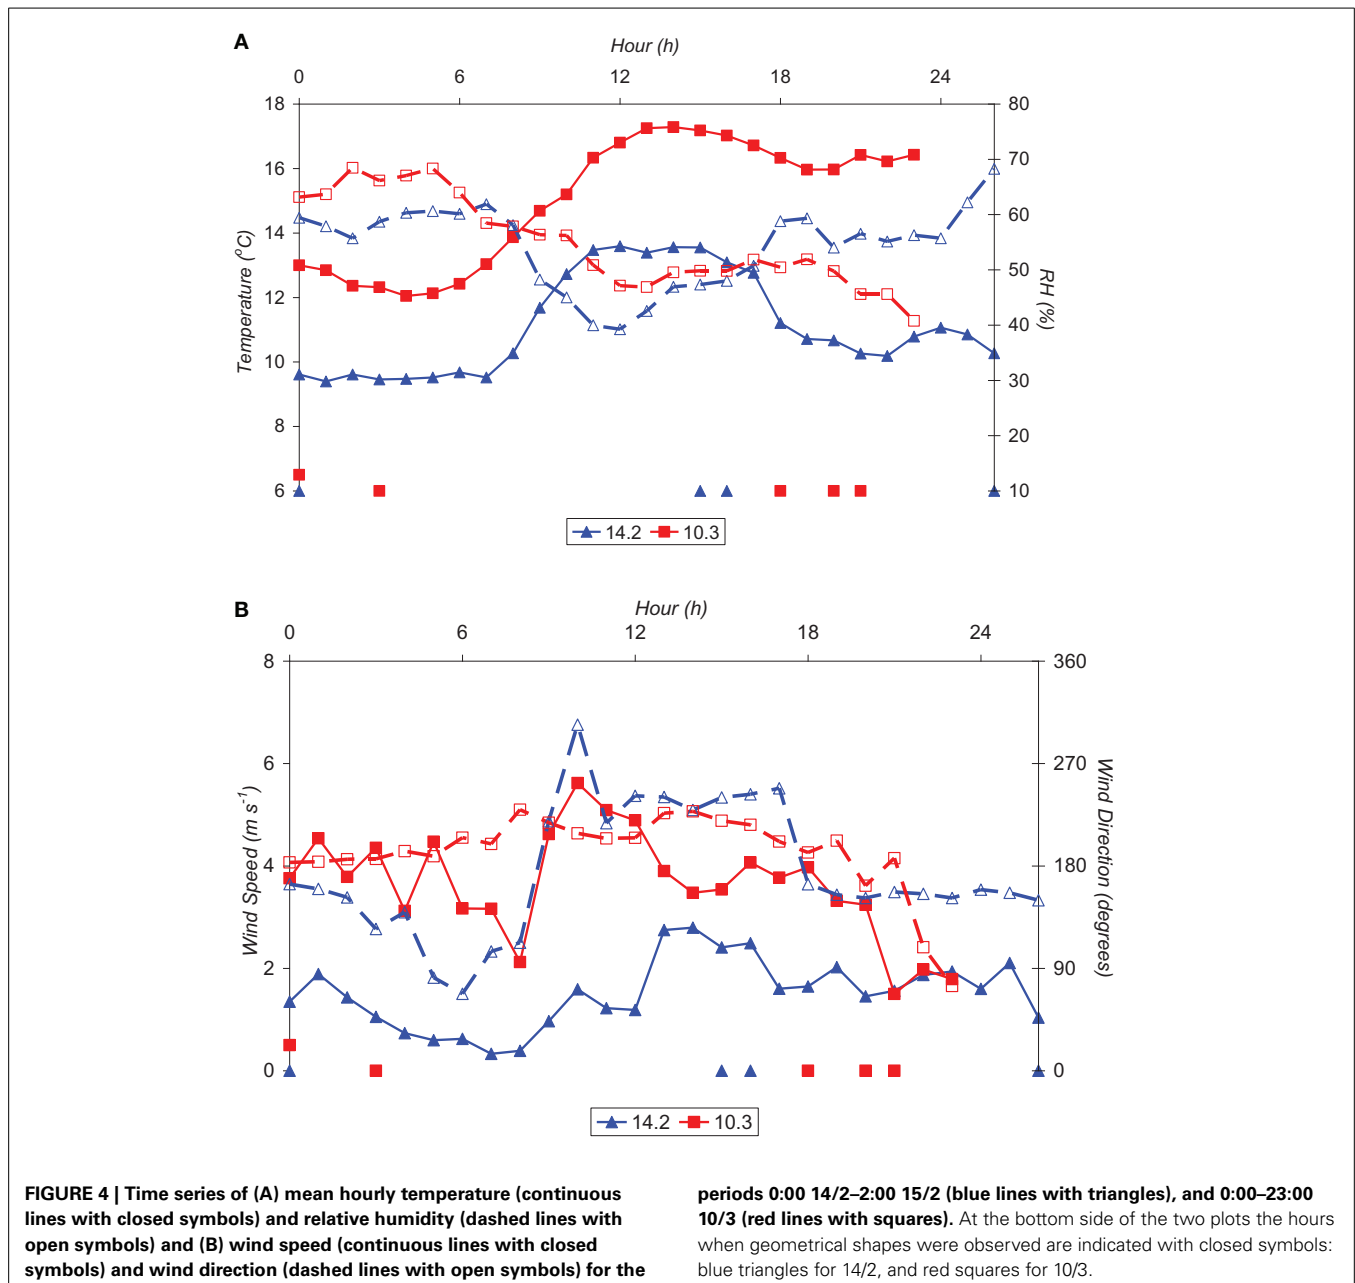 A
Hour (h)
0 6 12 18 24
18 80
70
16
60
14
50
12
40
10
30
8
20
6 10
Temperature (°C)
RH (%)
14.2 10.3
B
Hour (h)
0 6 12 18 24
8 360
6 270
4 180
2 90
0 0
Wind Speed (m s-1)
Wind Direction (degrees)
14.2 10.3
FIGURE 4 | Time series of (A) mean hourly temperature (continuous
lines with closed symbols) and relative humidity (dashed lines with
open symbols) and (B) wind speed (continuous lines with closed
symbols) and wind direction (dashed lines with open symbols) for the
periods 0:00 14/2–2:00 15/2 (blue lines with triangles), and 0:00–23:00
10/3 (red lines with squares). At the bottom side of the two plots the hours
when geometrical shapes were observed are indicated with closed symbols:
blue triangles for 14/2, and red squares for 10/3.